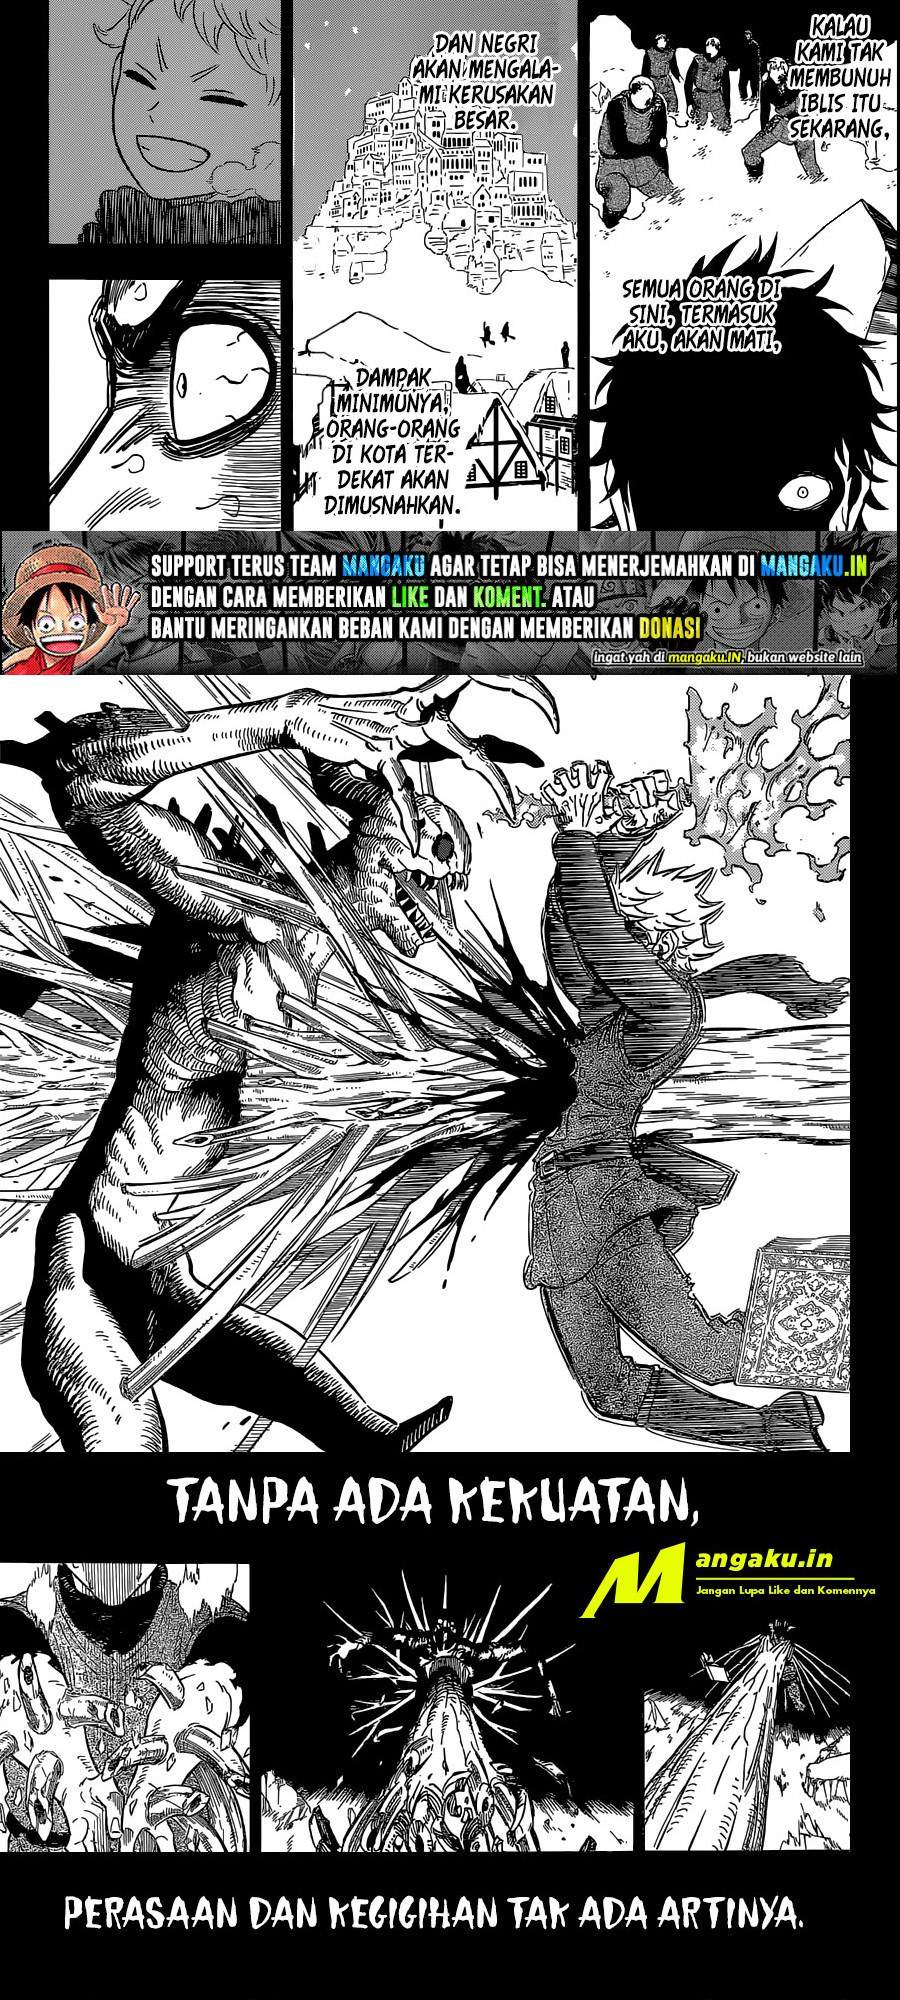 KALAU
KAMI TAK
MEMBUNUH
IBLIS ITU
SEKARANG,
SEMUA ORANG DI
SINI, TERMASUK
AKU, AKAN MATI,
DAN NEGRI
AKAN MENGALA-
MI KERUSAKAN
BESAR.
DAMPAK
MINIMUNYA,
ORANG-ORANG
DI KOTA TER-
DEKAT AKAN
DIMUSNAHKAN.
SUPPORT TERUS TEAM MANGAKU AGAR TETAP BISA MENERJEMAHKAN DI MANGAKU.IN
DENGAN CARA MEMBERIKAN LIKE DAN KOMENT. ATAU
BANTU MERINGANKAN BEBAN KAMI DENGAN MEMBERIKAN DONASI
ingat yah di mangaku.IN, bukan website lain
TANPA ADA KEKUATAN,
Mangaku.in
Jangan Lupa Like dan Komennya
PERASAAN DAN KEGIGIHAN TAK ADA ARTINYA.